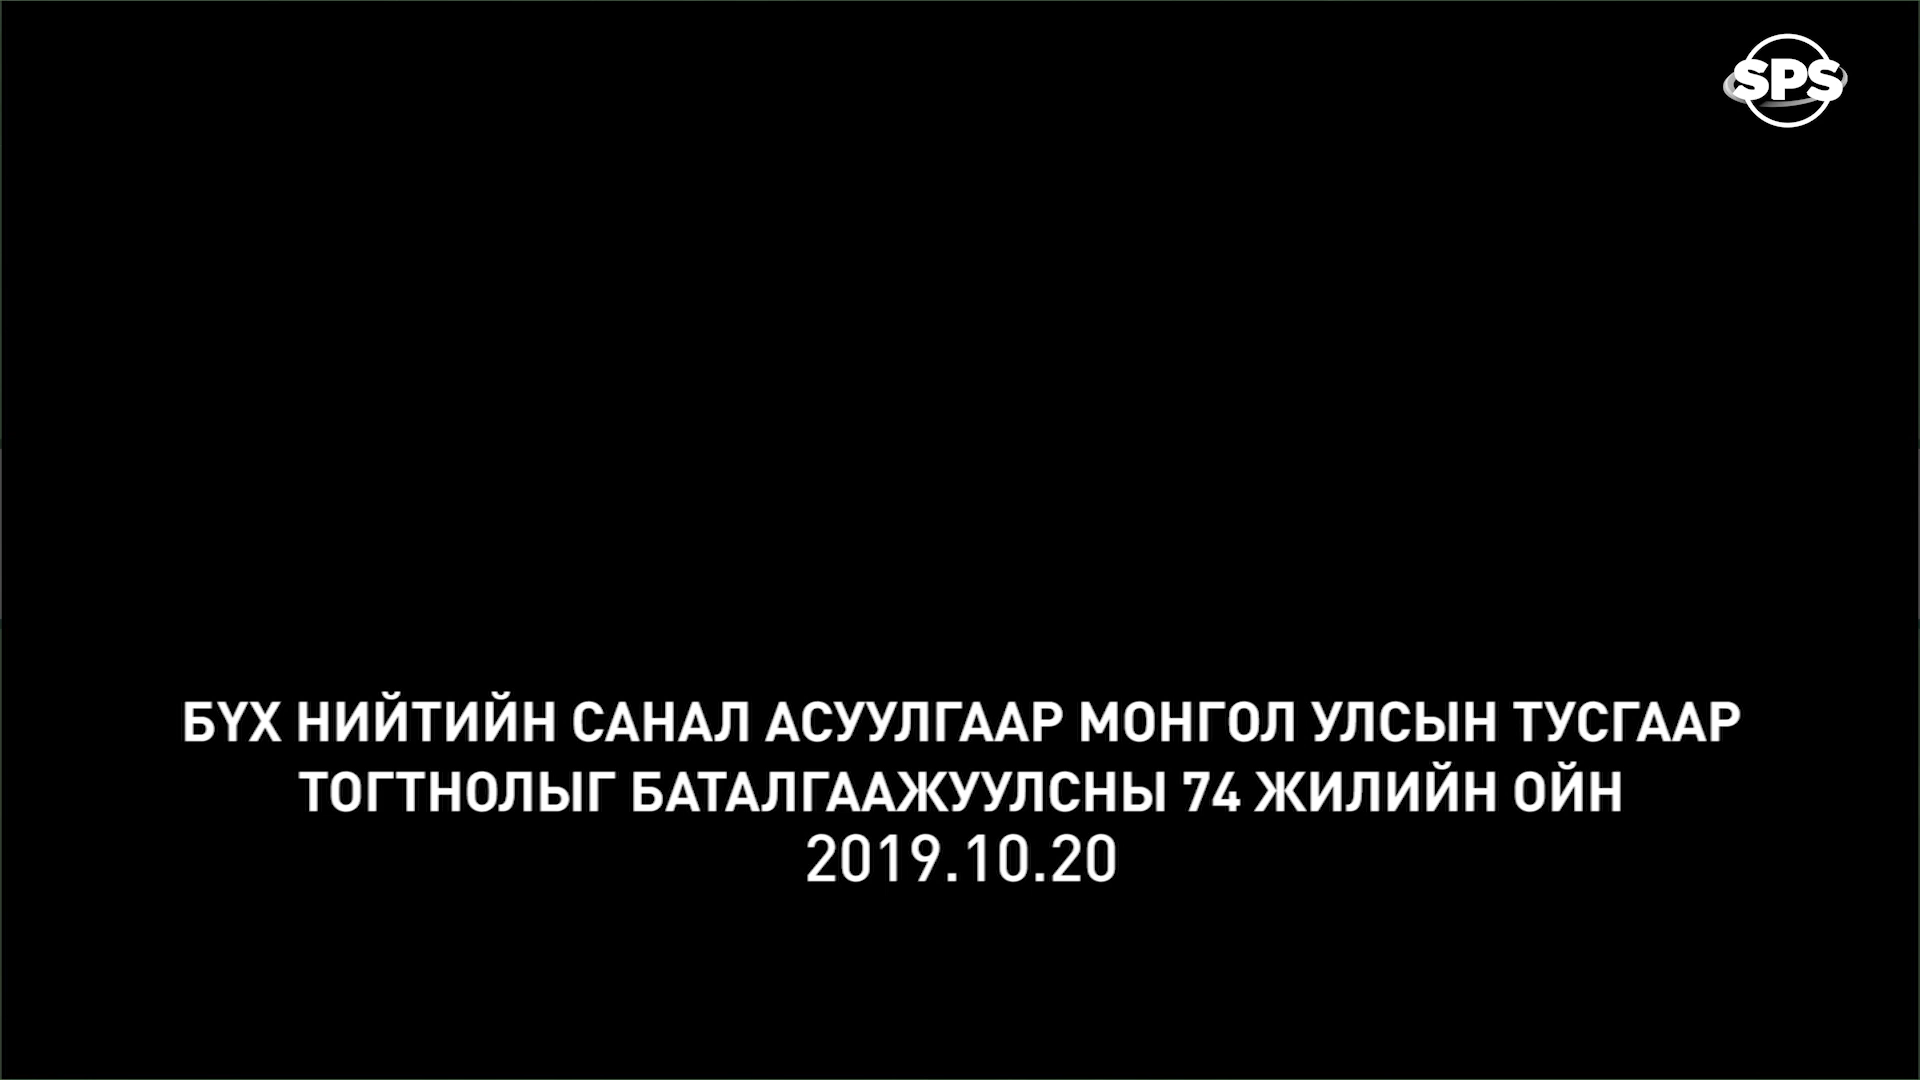 SPS
БҮХ НИЙТИЙН САНАЛ АСУУЛГААР МОНГОЛ УЛСЫН ТУСГААР
ТОГТНОЛЫГ БАТАЛГААЖУУЛСНЫ 74 ЖИЛИЙН ОЙН
2019.10.20